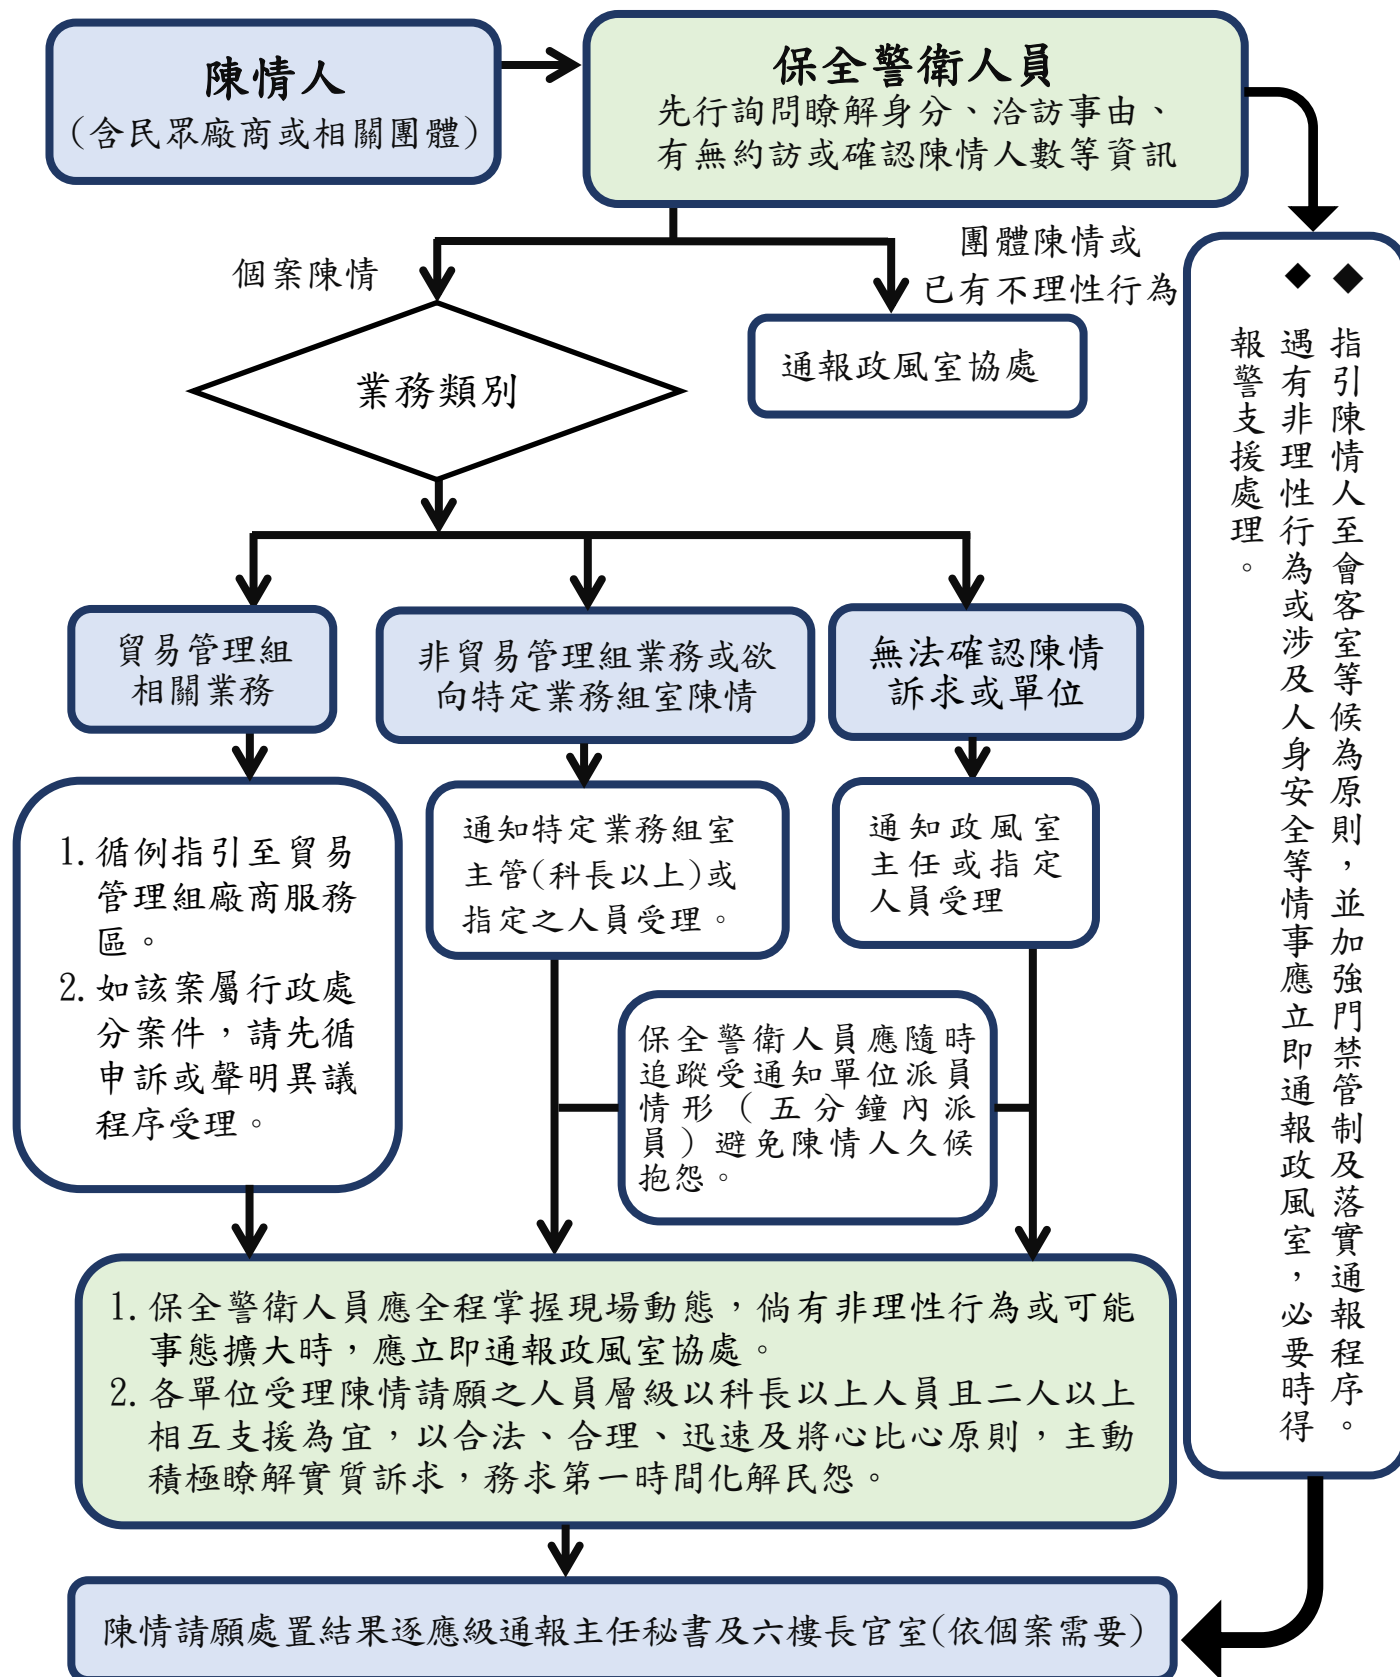 陳情人
(含民眾廠商或相關團體)
保全警衛人員
先行詢問瞭解身分、洽訪事由、
有無約訪或確認陳情人數等資訊
個案陳情
團體陳情或
已有不理性行為
業務類別
通報政風室協處
◆ 指引陳情人至會客室等候為原則,並加強門禁管制及落實通報程序。
◆ 遇有非理性行為或涉及人身安全等情事應立即通報政風室,必要時得
報警支援處理。
貿易管理組
相關業務
非貿易管理組業務或欲
向特定業務組室陳情
無法確認陳情
訴求或單位
1. 循例指引至貿易
管理組廠商服務
區。
2. 如該案屬行政處
分案件,請先循
申訴或聲明異議
程序受理。
通知特定業務組室
主管(科長以上)或
指定之人員受理。
通知政風室
主任或指定
人員受理
保全警衛人員應隨時
追蹤受通知單位派員
情形(五分鐘內派
員)避免陳情人久候
抱怨。
1. 保全警衛人員應全程掌握現場動態,倘有非理性行為或可能
事態擴大時,應立即通報政風室協處。
2. 各單位受理陳情請願之人員層級以科長以上人員且二人以上
相互支援為宜,以合法、合理、迅速及將心比心原則,主動
積極瞭解實質訴求,務求第一時間化解民怨。
陳情請願處置結果逐應級通報主任秘書及六樓長官室(依個案需要)